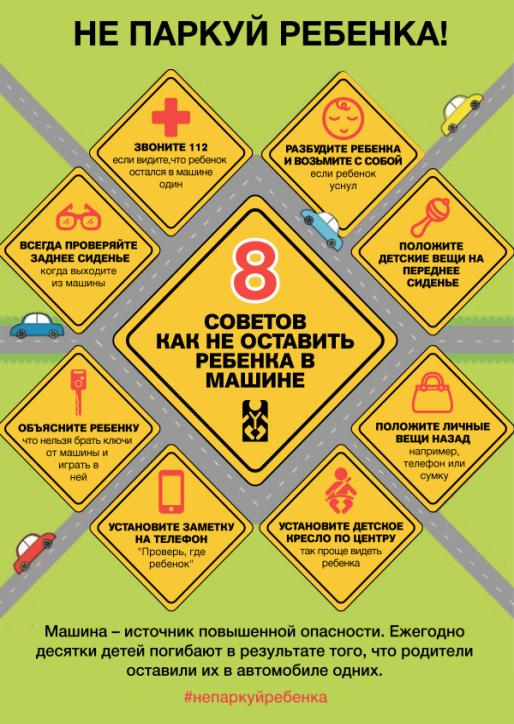 НЕ ПАРКУЙ РЕБЕНКА!
ЗВОНИТЕ 112
если видите,что ребенок
остался в машине
один
РАЗБУДИТЕ РЕБЕНКА
И ВОЗЬМИТЕ С СОБОЙ
если ребенок
уснул
ВСЕГДА ПРОВЕРЯЙТЕ
ЗАДНЕЕ СИДЕНЬЕ
когда выходите
из машины
ПОЛОЖИТЕ
ДЕТСКИЕ ВЕЩИ НА
ПЕРЕДНЕЕ
СИДЕНЬЕ
8
СОВЕТОВ
КАК НЕ ОСТАВИТЬ
РЕБЕНКА В
МАШИНЕ
ОБЪЯСНИТЕ РЕБЕНКУ
что нельзя брать ключи
от машины и
играть в
ней
ПОЛОЖИТЕ ЛИЧНЫЕ
ВЕЩИ НАЗАД
например,
телефон или
сумку
УСТАНОВИТЕ ЗАМЕТКУ
НА ТЕЛЕФОН
"Проверь, где
ребенок"
УСТАНОВИТЕ ДЕТСКОЕ
КРЕСЛО ПО ЦЕНТРУ
так проще видеть
ребенка
Машина – источник повышенной опасности. Ежегодно
десятки детей погибают в результате того, что родители
оставили их в автомобиле одних.
#непаркуйребенка